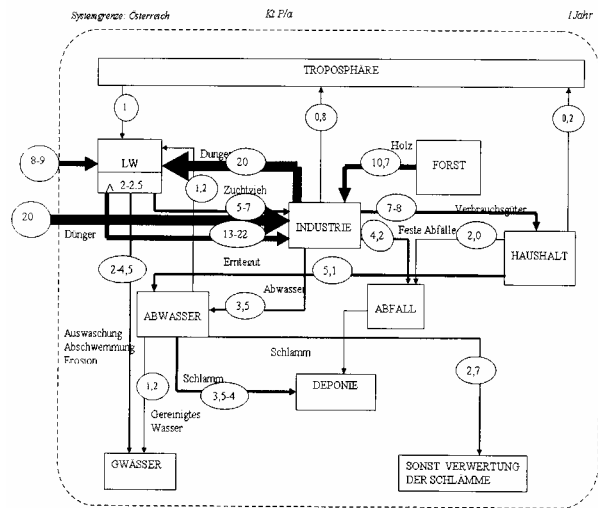 Systemgrenze: Österreich
Kt P/a
1 Jahr
TROPOSPHÄRE
1
0,8
0,2
8-9
LW
2-2.5
Dünger
20
Holz
10,7
FORST
1,2
Zuchtvieh
5-7
7-8
Verbrauchsgüter
20
INDUSTRIE
Dünger
13-22
4,2
Feste Abfälle
2,0
HAUSHALT
Erntegut
2-4,5
5,1
Abwasser
ABWASSER
3,5
ABFALL
Auswaschung
Abschwemmung
Erosion
Schlamm
1,2
Schlamm
3,5-4
DEPONIE
2,7
Gereinigtes
Wasser
GWÄSSER
SONST VERWERTUNG
DER SCHLÄMME